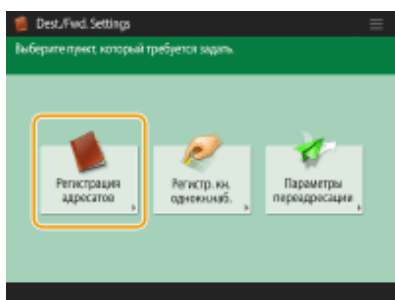 Dest./Fwd. Settings
Выберите пункт, который требуется задать.
Регистрация
адресатов
Регистр. кн.
однокн.наб.
Параметры
переадресации